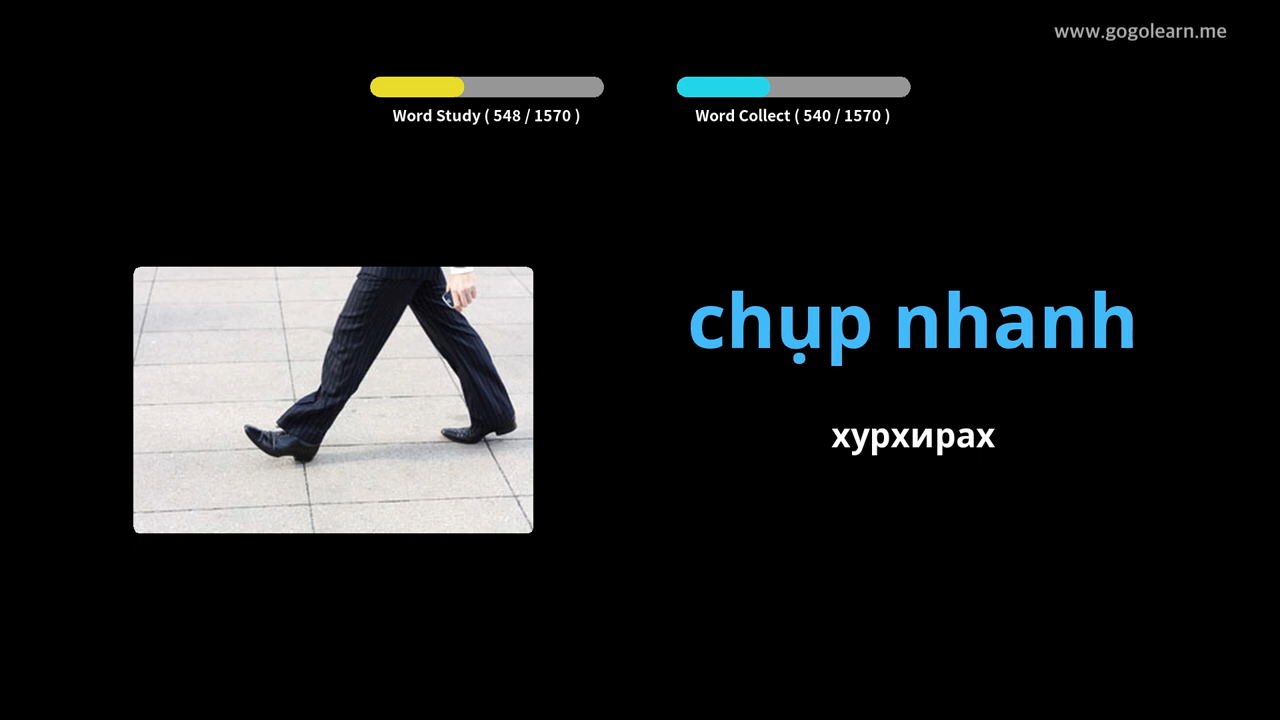 www.gogolearn.me
Word Study ( 548 / 1570 )
Word Collect ( 540 / 1570 )
chụp nhanh
хурхирах